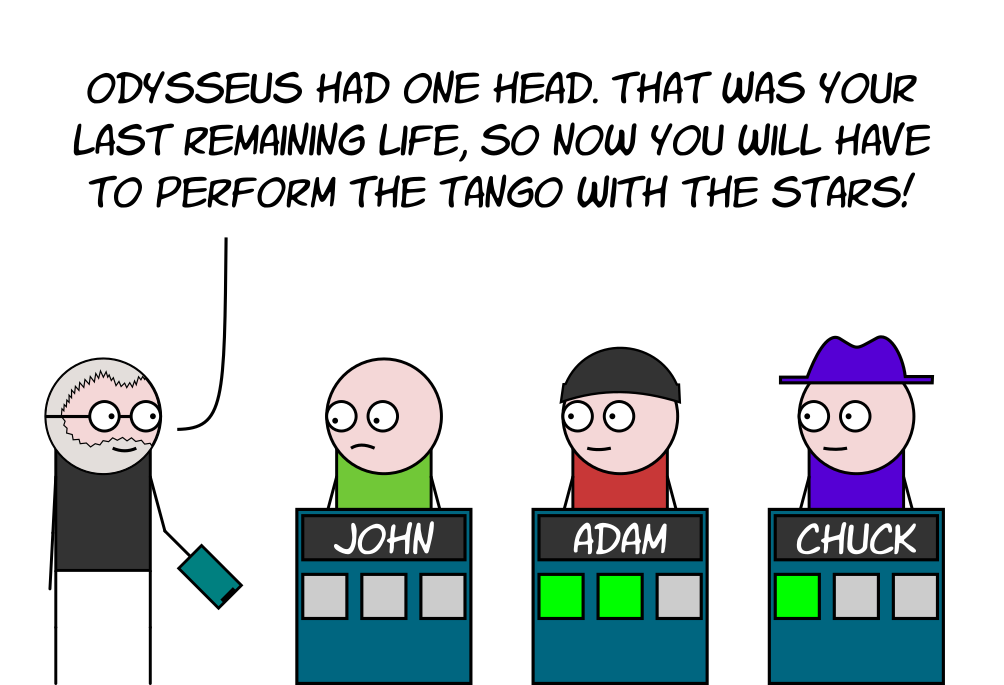 ODYSSEUS HAD ONE HEAD. THAT WAS YOUR
LAST REMAINING LIFE, SO NOW YOU WILL HAVE
TO PERFORM THE TANGO WITH THE STARS!
JOHN
ADAM
CHUCK